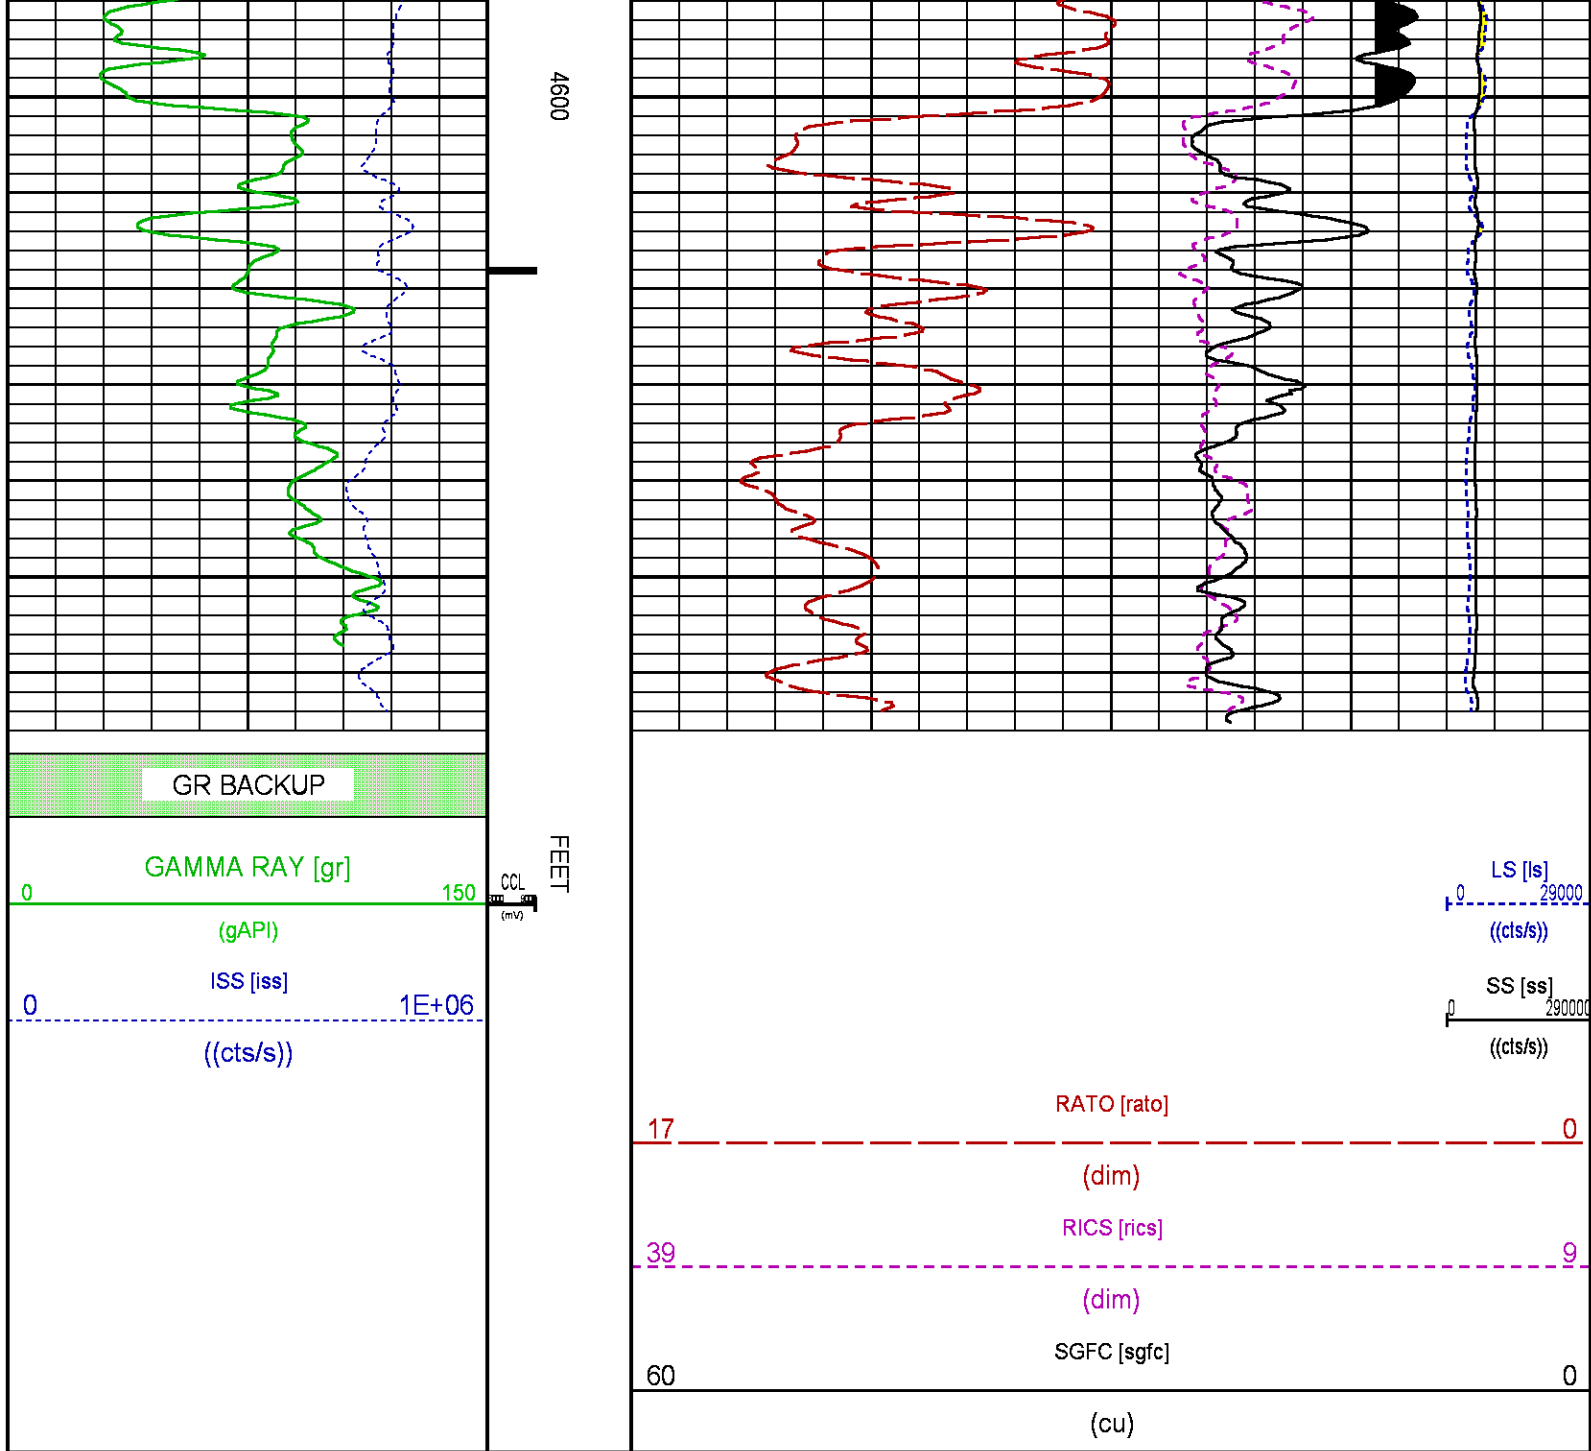 4600
GR BACKUP
FEET
GAMMA RAY [gr]
0 150
(gAPI)
CCL
(mV)
ISS [iss]
0 1E+06
((cts/s))
LS [ls]
0 29000
((cts/s))
SS [ss]
0 290000
((cts/s))
RATO [rato]
17 0
(dim)
RICS [rics]
39 9
(dim)
SGFC [sgfc]
60 0
(cu)